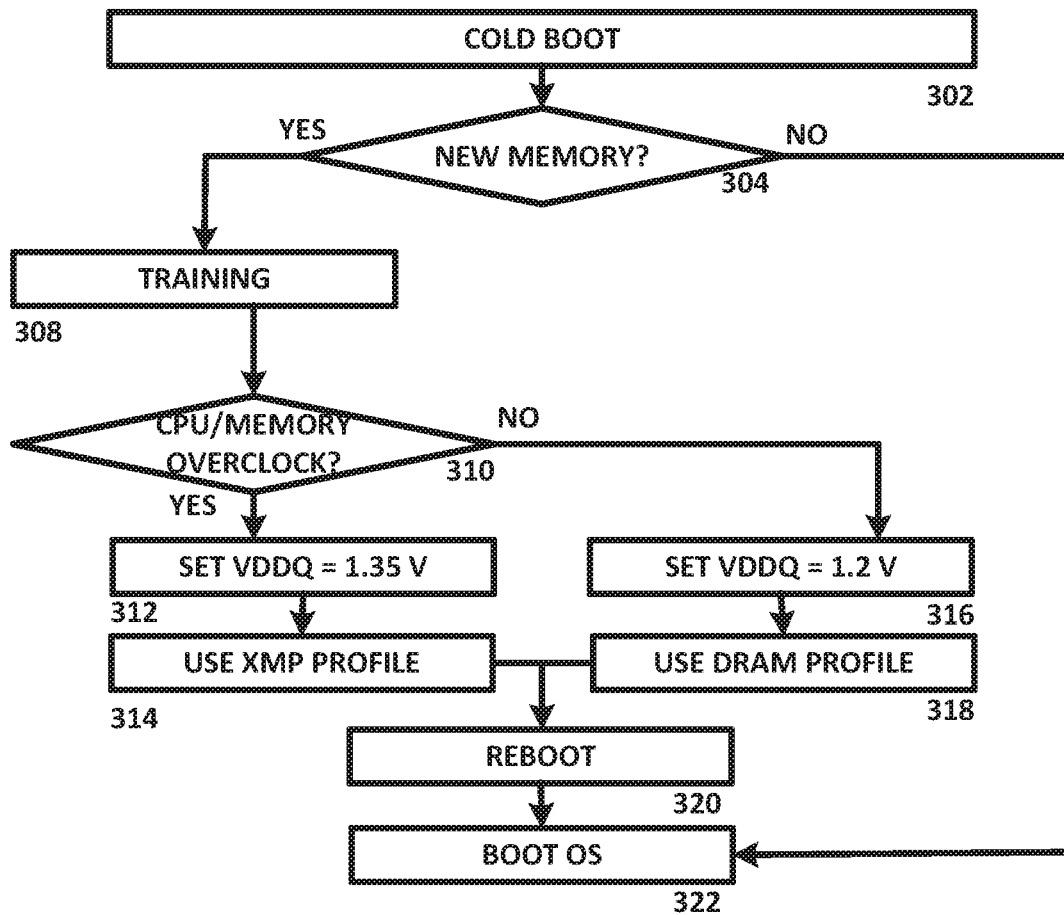 COLD BOOT
302
YES
NO
NEW MEMORY?
304
TRAINING
308
CPU/MEMORY
OVERCLOCK?
NO
310
YES
SET VDDQ = 1.35 V
SET VDDQ = 1.2 V
312
316
USE XMP PROFILE
USE DRAM PROFILE
314
318
REBOOT
320
BOOT OS
322